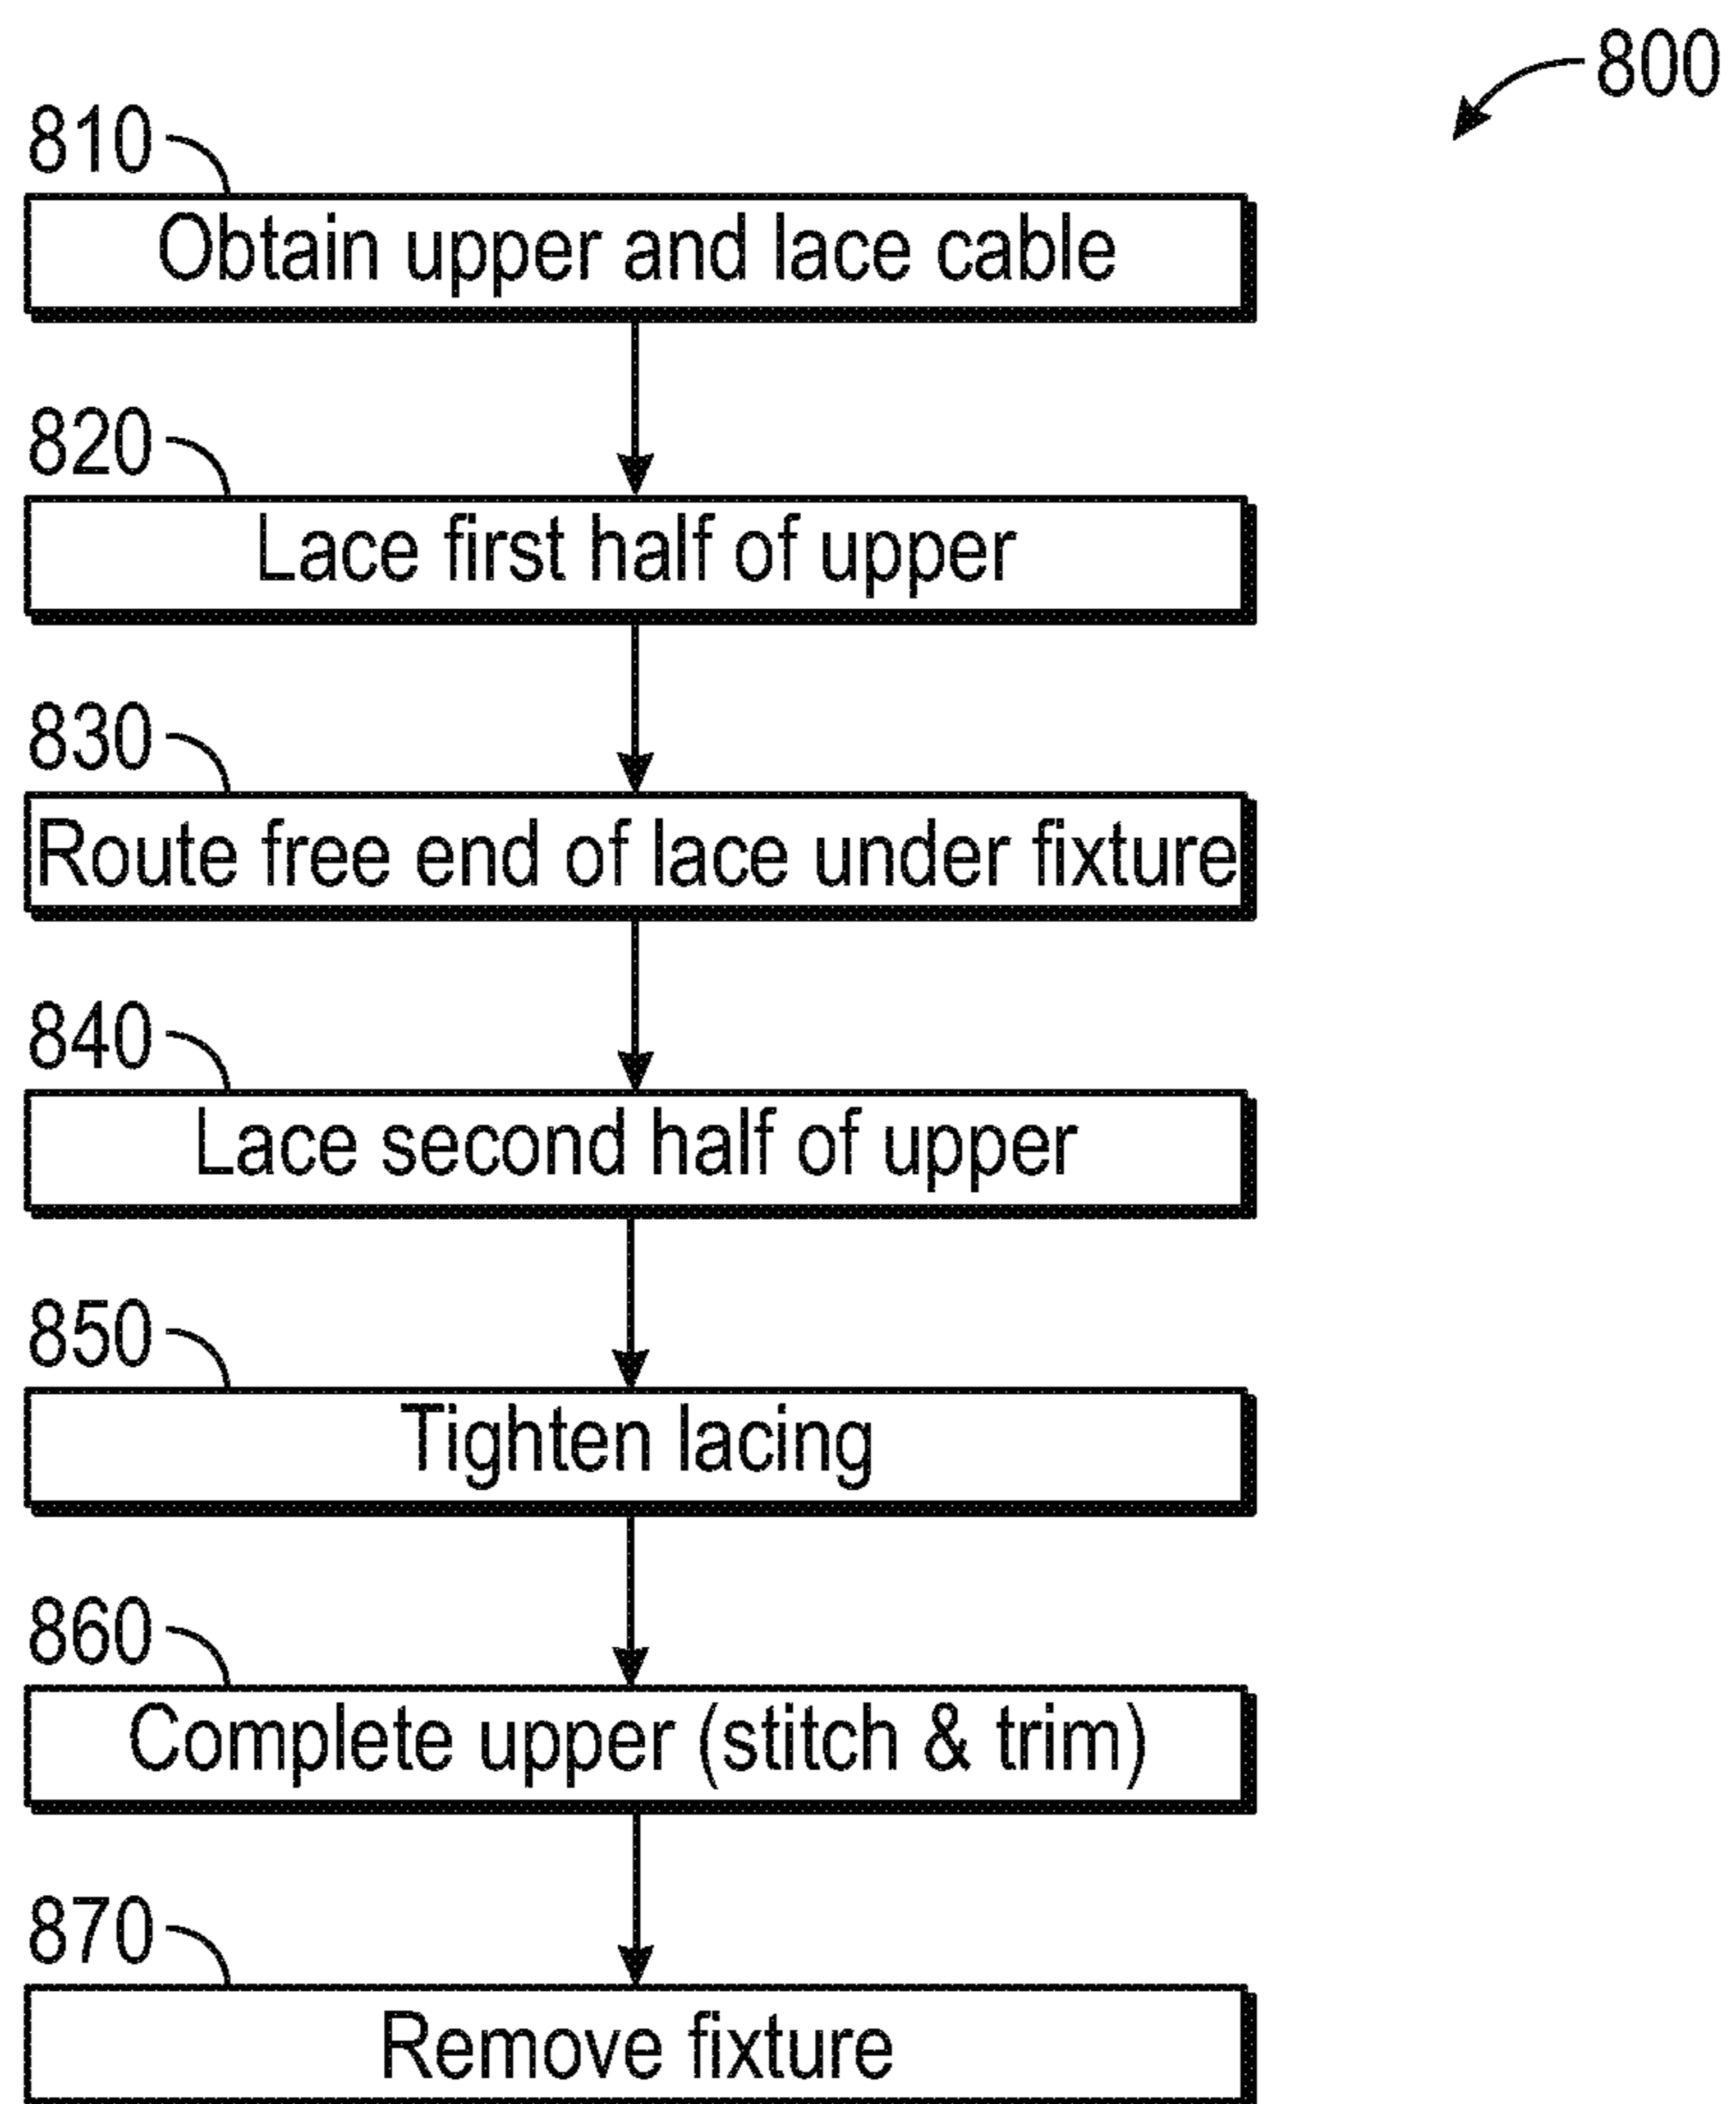 800
810
Obtain upper and lace cable
820
Lace first half of upper
830
Route free end of lace under fixture
840
Lace second half of upper
850
Tighten lacing
860
Complete upper (stitch & trim)
870
Remove fixture